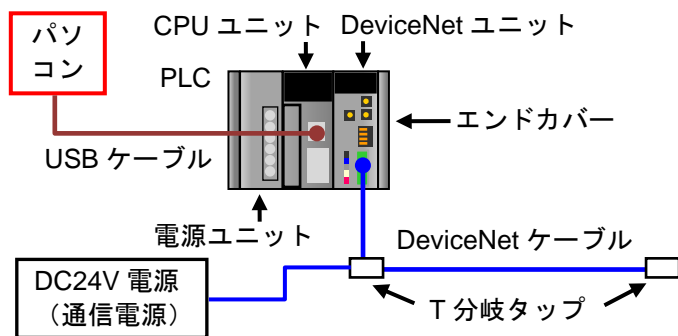 パソ
コン
CPU ユニット
DeviceNet ユニット
PLC
エンドカバー
USB ケーブル
電源ユニット
DeviceNet ケーブル
DC24V 電源
（通信電源）
T 分岐タップ